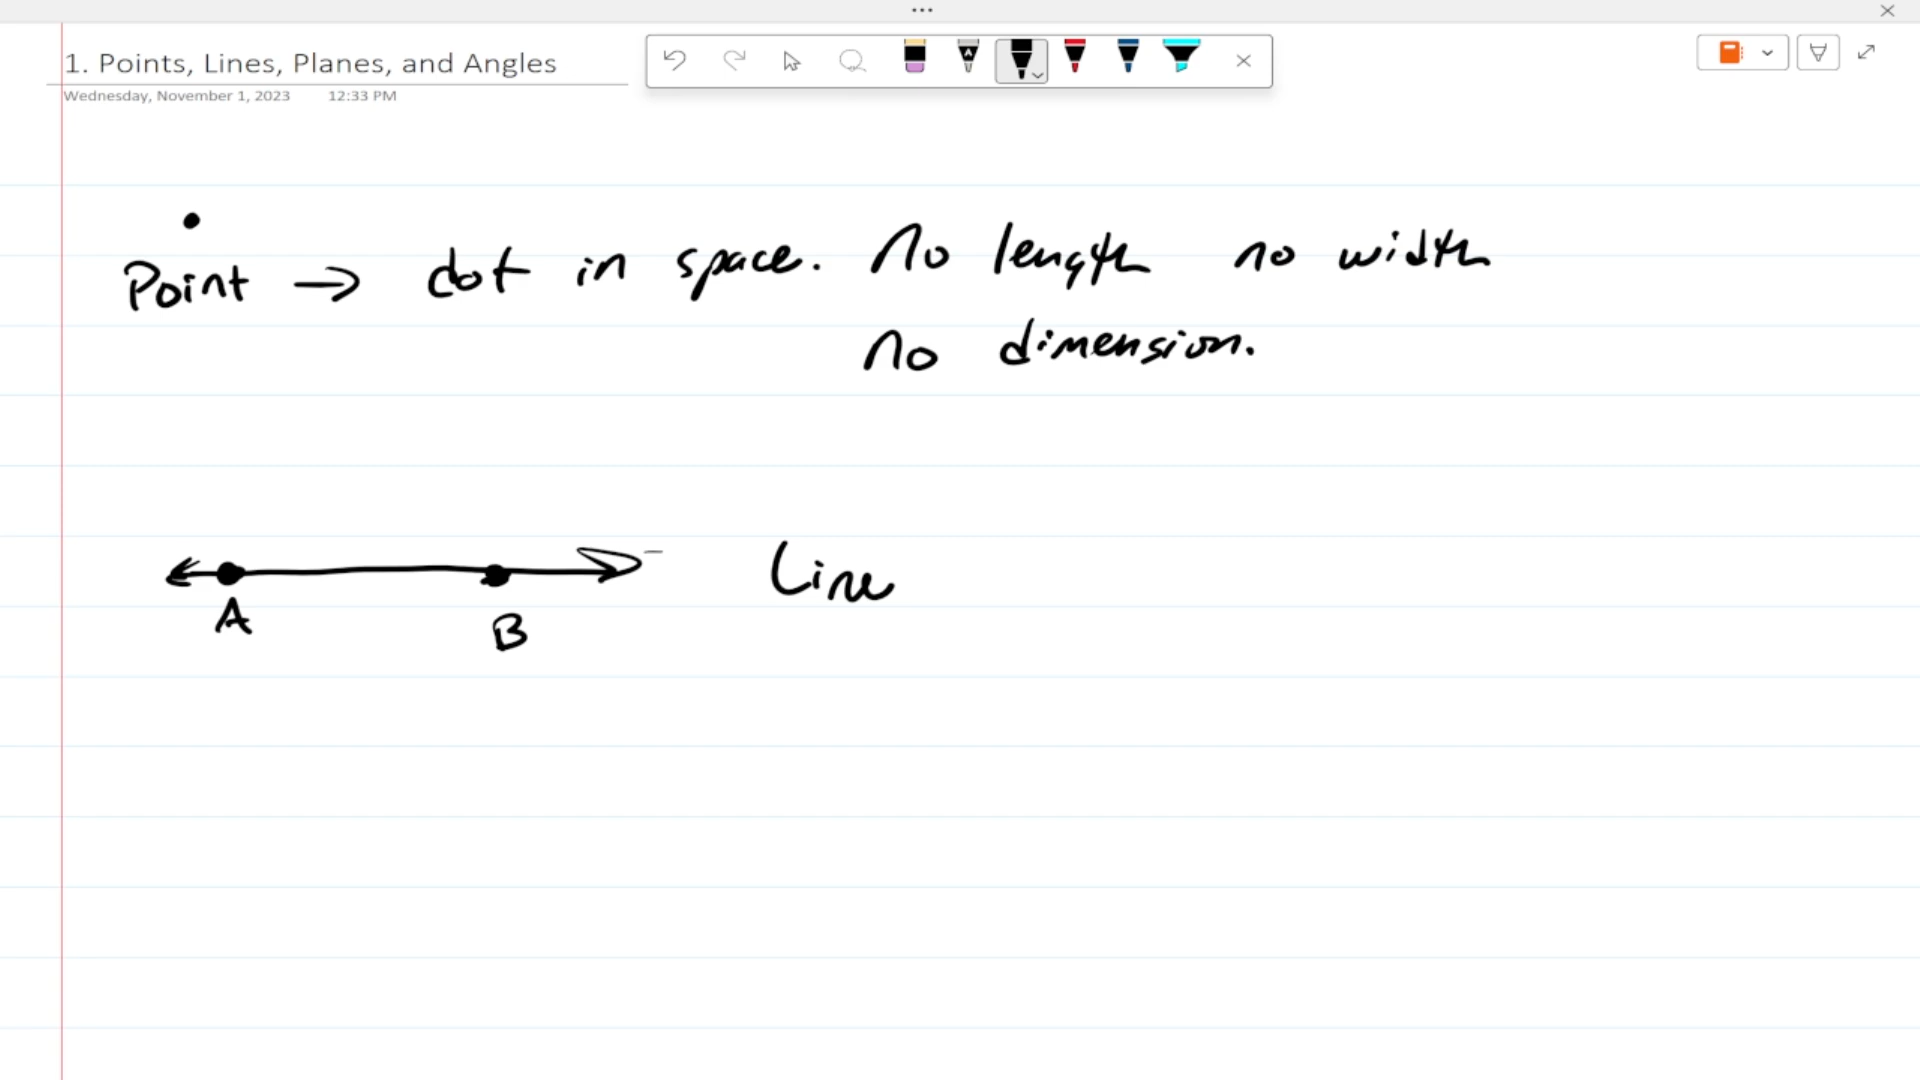 1. Points, Lines, Planes, and Angles
Wednesday, November 1, 2023 12:33 PM
Point → dot in space. No length no width
no dimension.
Line
A B